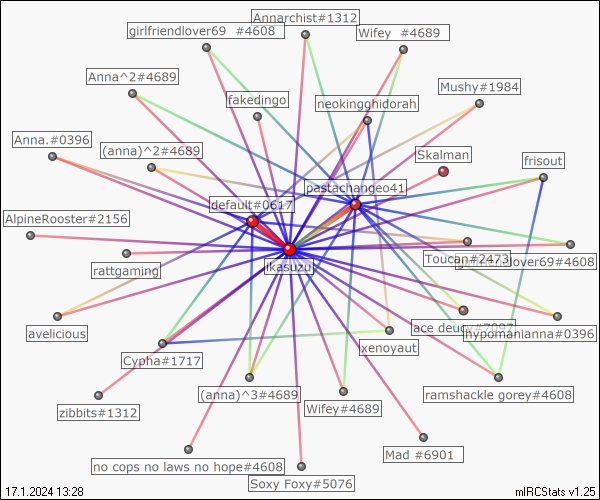 Annarchist#1312
girlfriendlover69 #4608
Wifey #4689
Anna^2#4689
Mushy#1984
fakedingo
neokingghidorah
Anna.#0396
(anna)^2#4689
Skalman
frisout
pastachangeo41
default#0617
AlpineRooster#2156
Toucan#2473
lover69#4608
rattgaming
ikasuzu
avelicious
ace deucy#7097
hypomanianna#0396
xenoyaut
Cypha#1717
(anna)^3#4689
ramshackle gorey#4608
zibbits#1312
Wifey#4689
Mad #6901
no cops no laws no hope#4608
Soxy Foxy#5076
17.1.2024 13:28
mIRCStats v1.25